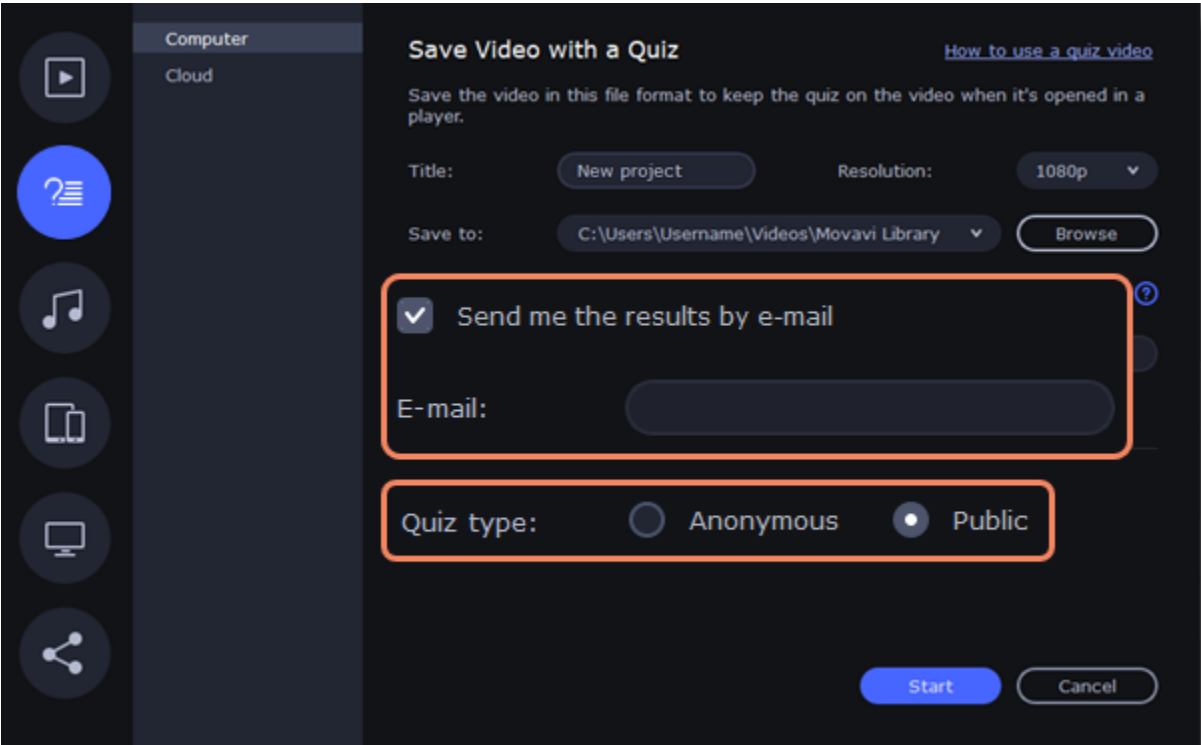 Computer
Cloud
Save Video with a Quiz
How to use a quiz video
Save the video in this file format to keep the quiz on the video when it's opened in a
player.
Title: New project Resolution: 1080p
Save to: C:\Users\Username\Videos\Movavi Library Browse
?
Send me the results by e-mail
E-mail:
Quiz type: Anonymous Public
Start Cancel